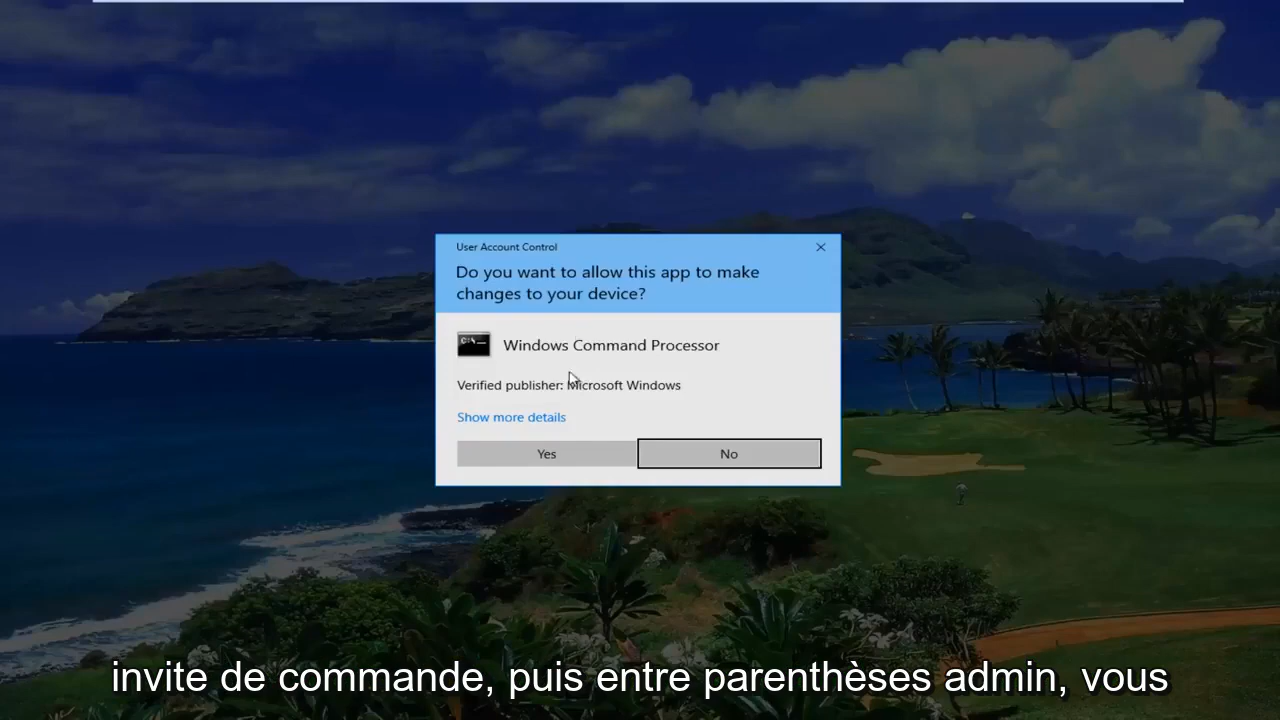 User Account Control
Do you want to allow this app to make
changes to your device?
Windows Command Processor
Verified publisher: Microsoft Windows
Show more details
Yes
No
invite de commande, puis entre parenthèses admin, vous